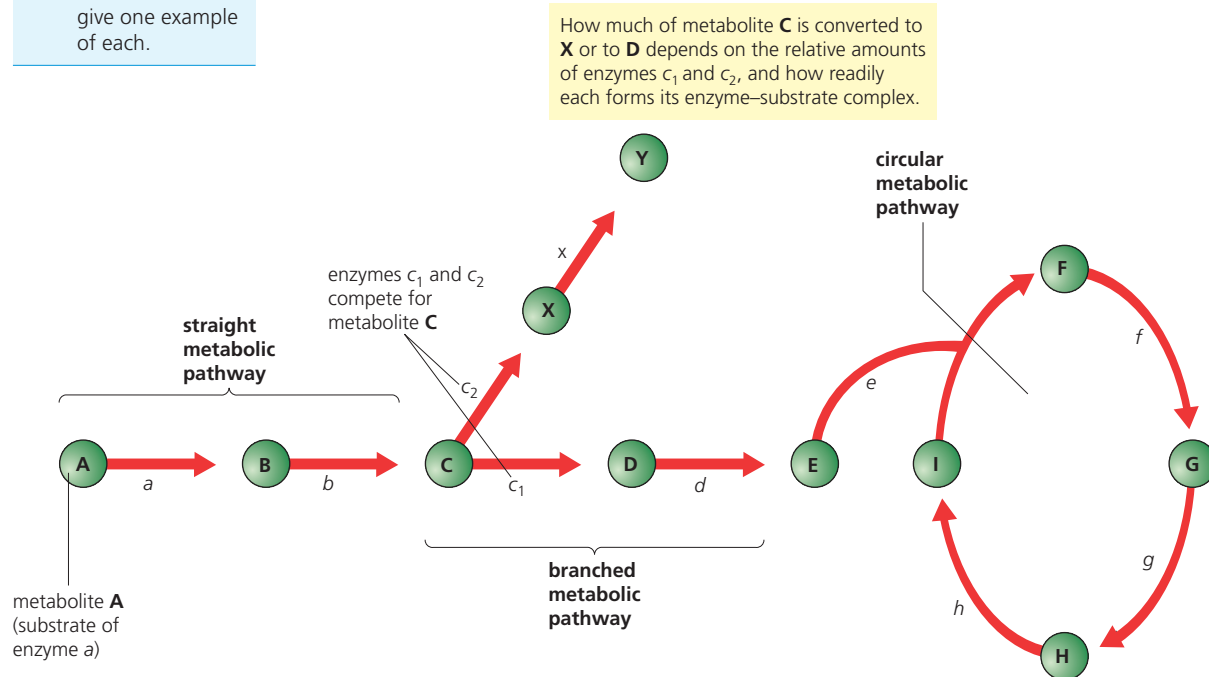 give one example
of each.
How much of metabolite C is converted to
X or to D depends on the relative amounts
of enzymes c₁ and c₂, and how readily
each forms its enzyme–substrate complex.
Y
circular
metabolic
pathway
x
F
enzymes c₁ and c₂
compete for
metabolite C
X
straight
metabolic
pathway
f
e
c₂
A
B
C
D
E
I
G
a
b
c₁
d
branched
metabolic
pathway
g
h
metabolite A
(substrate of
enzyme a)
H